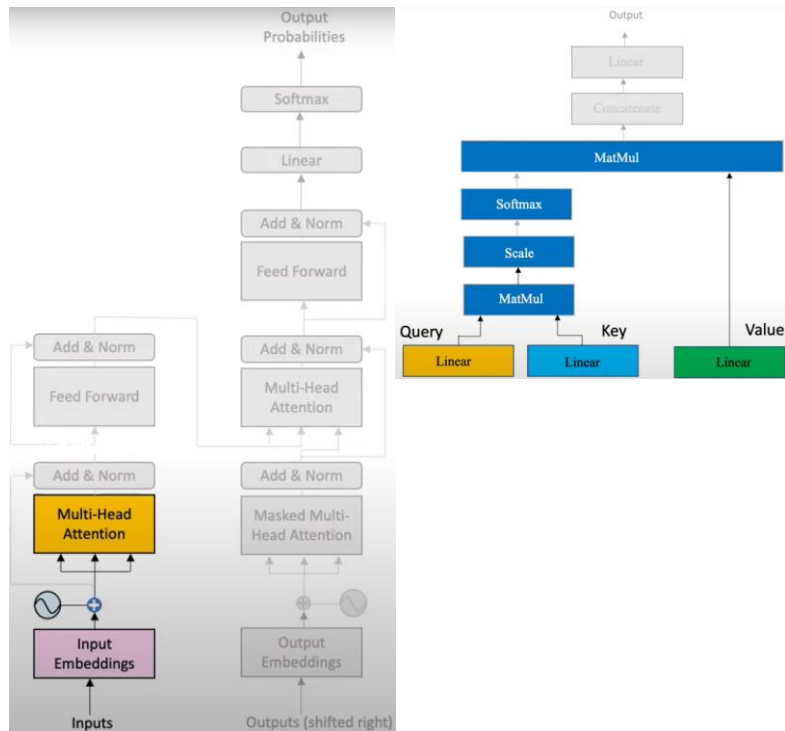 Output
Probabilities
Softmax
Linear
Add & Norm
Feed Forward
Add & Norm
Multi-Head
Attention
Add & Norm
Masked Multi-
Head Attention
Output
Embeddings
Outputs (shifted right)
Add & Norm
Feed Forward
Add & Norm
Multi-Head
Attention
Input
Embeddings
Inputs
Output
Linear
Concatenate
MatMul
Softmax
Scale
MatMul
Query
Key
Value
Linear
Linear
Linear